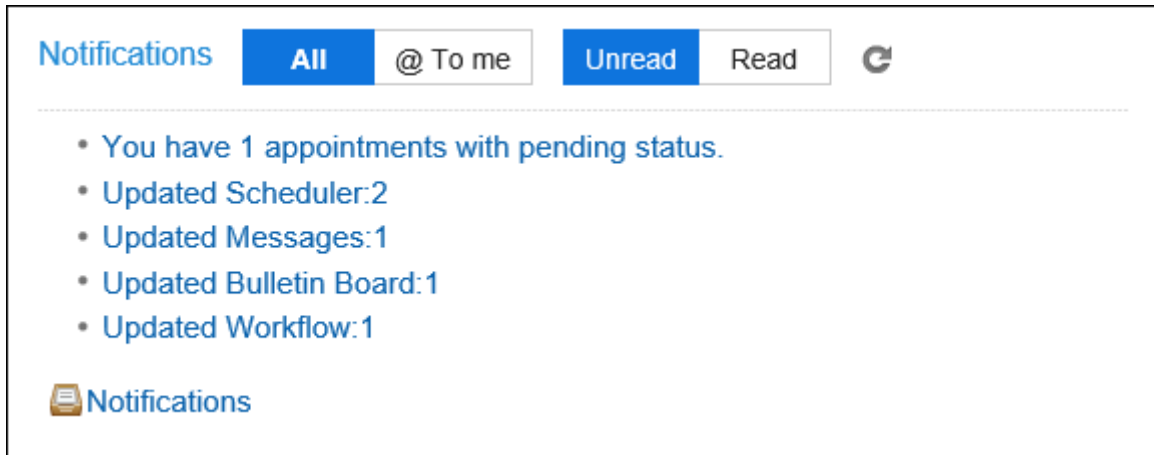 Notifications All @ To me Unread Read
You have 1 appointments with pending status.
Updated Scheduler:2
Updated Messages:1
Updated Bulletin Board:1
Updated Workflow:1
Notifications